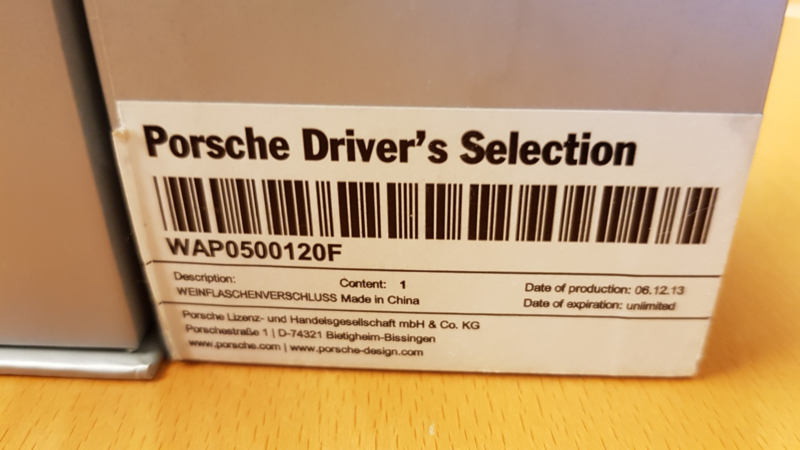 Porsche Driver's Selection
WAP0500120F
Description:
Content: 1
Date of production: 06.12.13
WEINFLASCHENVERSCHLUSS Made in China
Date of expiration: unlimited
Porsche Lizenz- und Handelsgesellschaft mbH & Co. KG
Porschestraße 1 | D-74321 Bietigheim-Bissingen
www.porsche.com | www.porsche-design.com